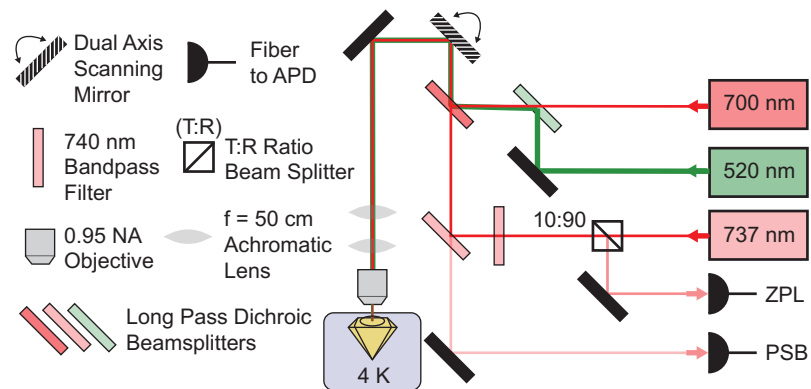 Dual Axis
Scanning
Mirror
Fiber
to APD
740 nm
Bandpass
Filter
(T:R)
T:R Ratio
Beam Splitter
0.95 NA
Objective
f = 50 cm
Achromatic
Lens
Long Pass Dichroic
Beamsplitters
4 K
700 nm
520 nm
737 nm
10:90
ZPL
PSB